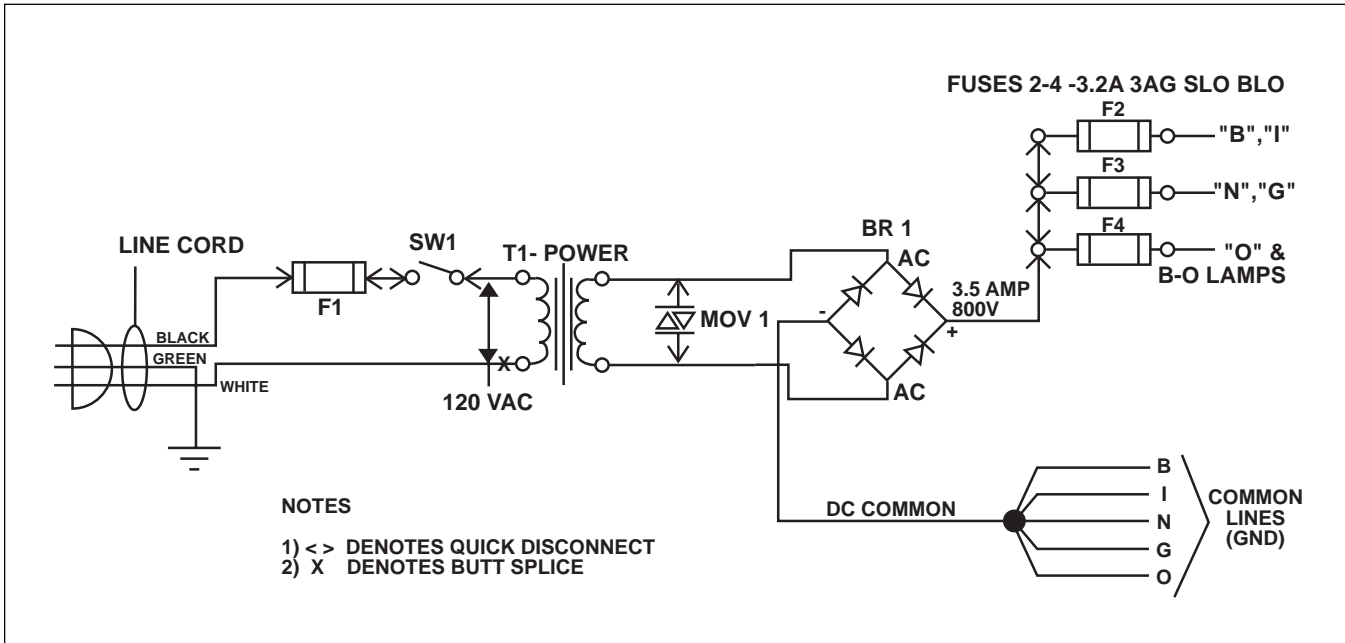 FUSES 2-4 -3.2A 3AG SLO BLO
F2
"B","I"
F3
"N","G"
F4
"O" &
B-O LAMPS
LINE CORD
F1
SW1
T1- POWER
BLACK
GREEN
WHITE
X
120 VAC
MOV 1
BR 1
AC
-
3.5 AMP
800V
+
AC
DC COMMON
B
I
N
G
O
COMMON
LINES
(GND)
NOTES
1) < > DENOTES QUICK DISCONNECT
2) X DENOTES BUTT SPLICE